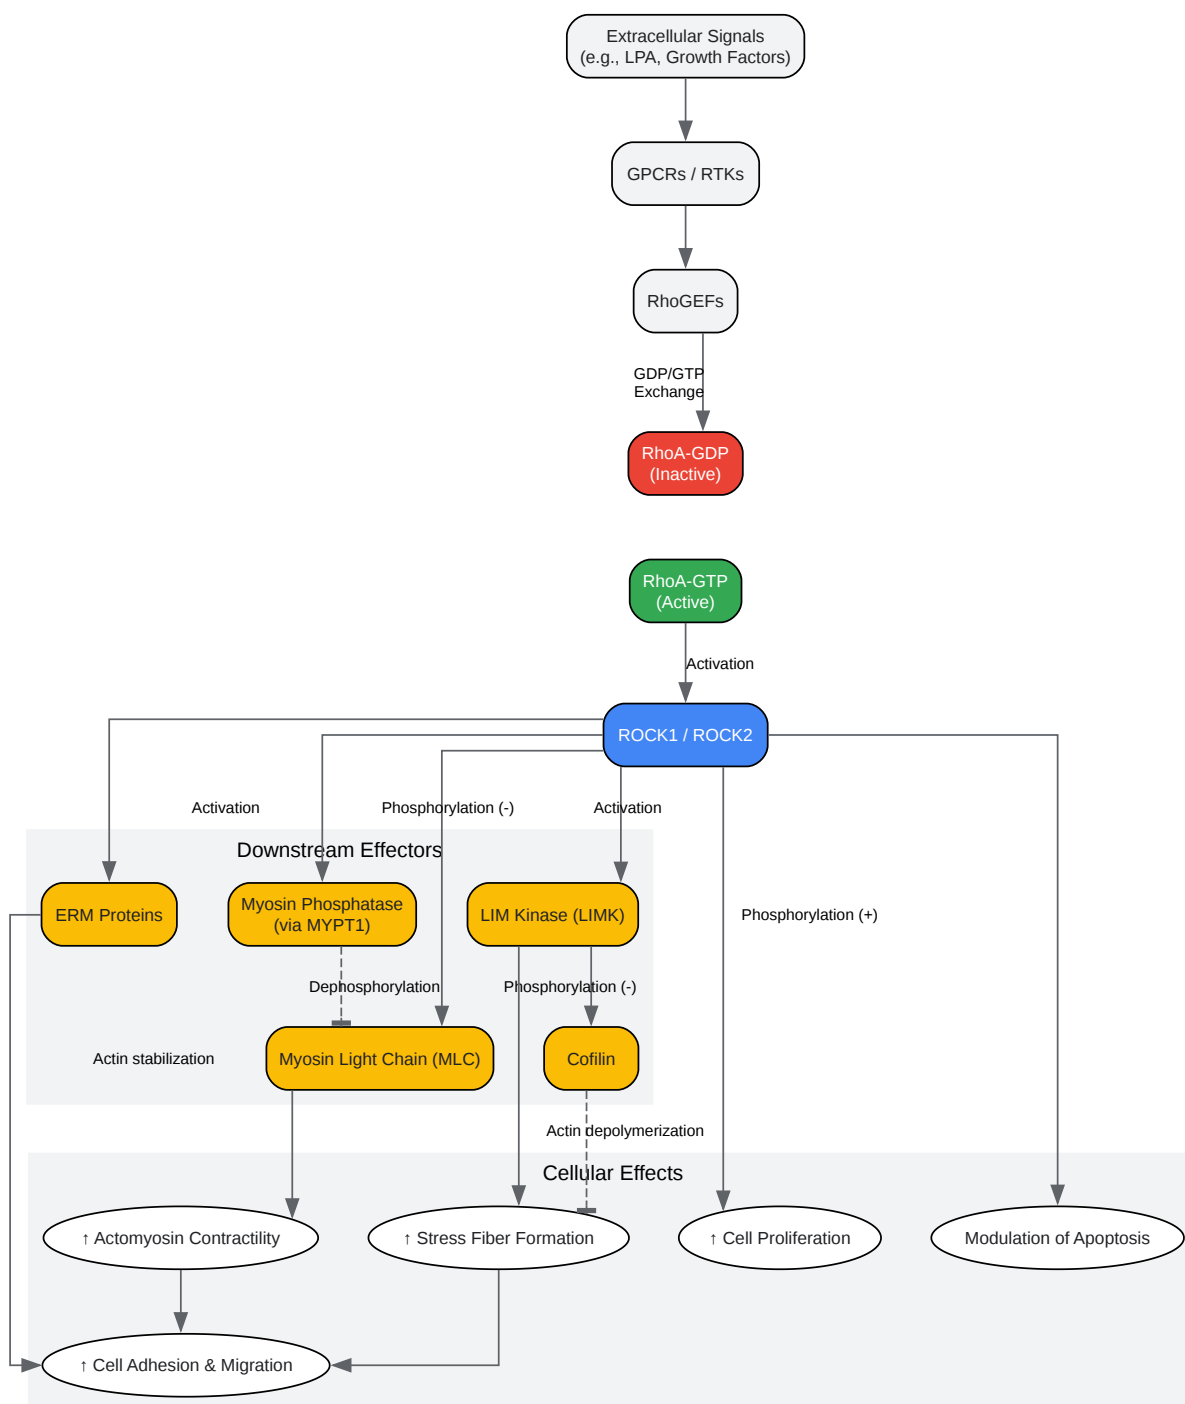 Extracellular Signals
(e.g., LPA, Growth Factors)
GPCRs / RTKs
RhoGEFs
GDP/GTP
Exchange
RhoA-GDP
(Inactive)
RhoA-GTP
(Active)
Activation
ROCK1 / ROCK2
Activation
Phosphorylation (-)
Activation
Downstream Effectors
ERM Proteins
Myosin Phosphatase
(via MYPT1)
LIM Kinase (LIMK)
Phosphorylation (+)
Dephosphorylation
Phosphorylation (-)
Actin stabilization
Myosin Light Chain (MLC)
Cofilin
Actin depolymerization
Cellular Effects
↑ Actomyosin Contractility
↑ Stress Fiber Formation
↑ Cell Proliferation
Modulation of Apoptosis
↑ Cell Adhesion & Migration